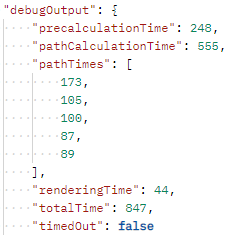 "debugOutput": {
"precalculationTime": 248,
"pathCalculationTime": 555,
"pathTimes": [
173,
105,
100,
87,
89
],
"renderingTime": 44,
"totalTime": 847,
"timedOut": false